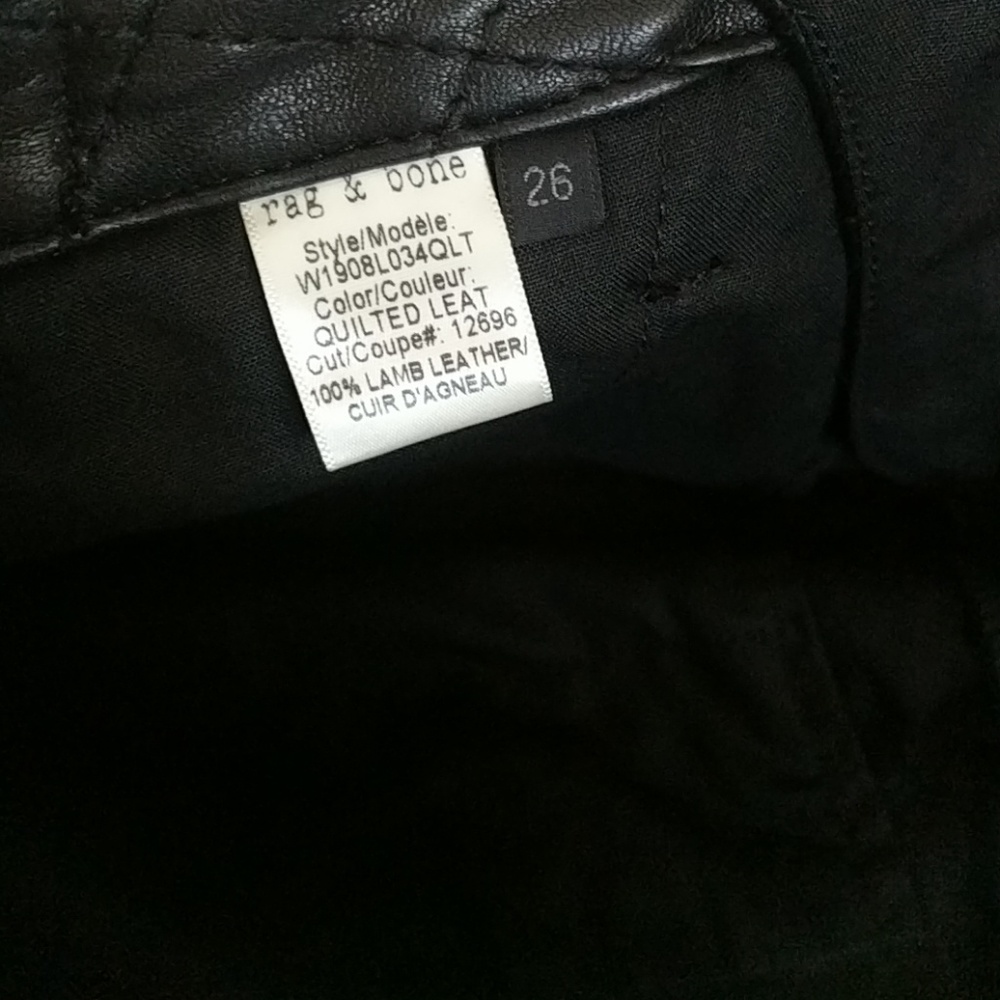 rag & bone
26
Style/Modèle:
W1908L034QLT
Color/Couleur:
QUILTED LEAT
Cut/Coupe#: 12696
100% LAMB LEATHER/
CUIR D'AGNEAU